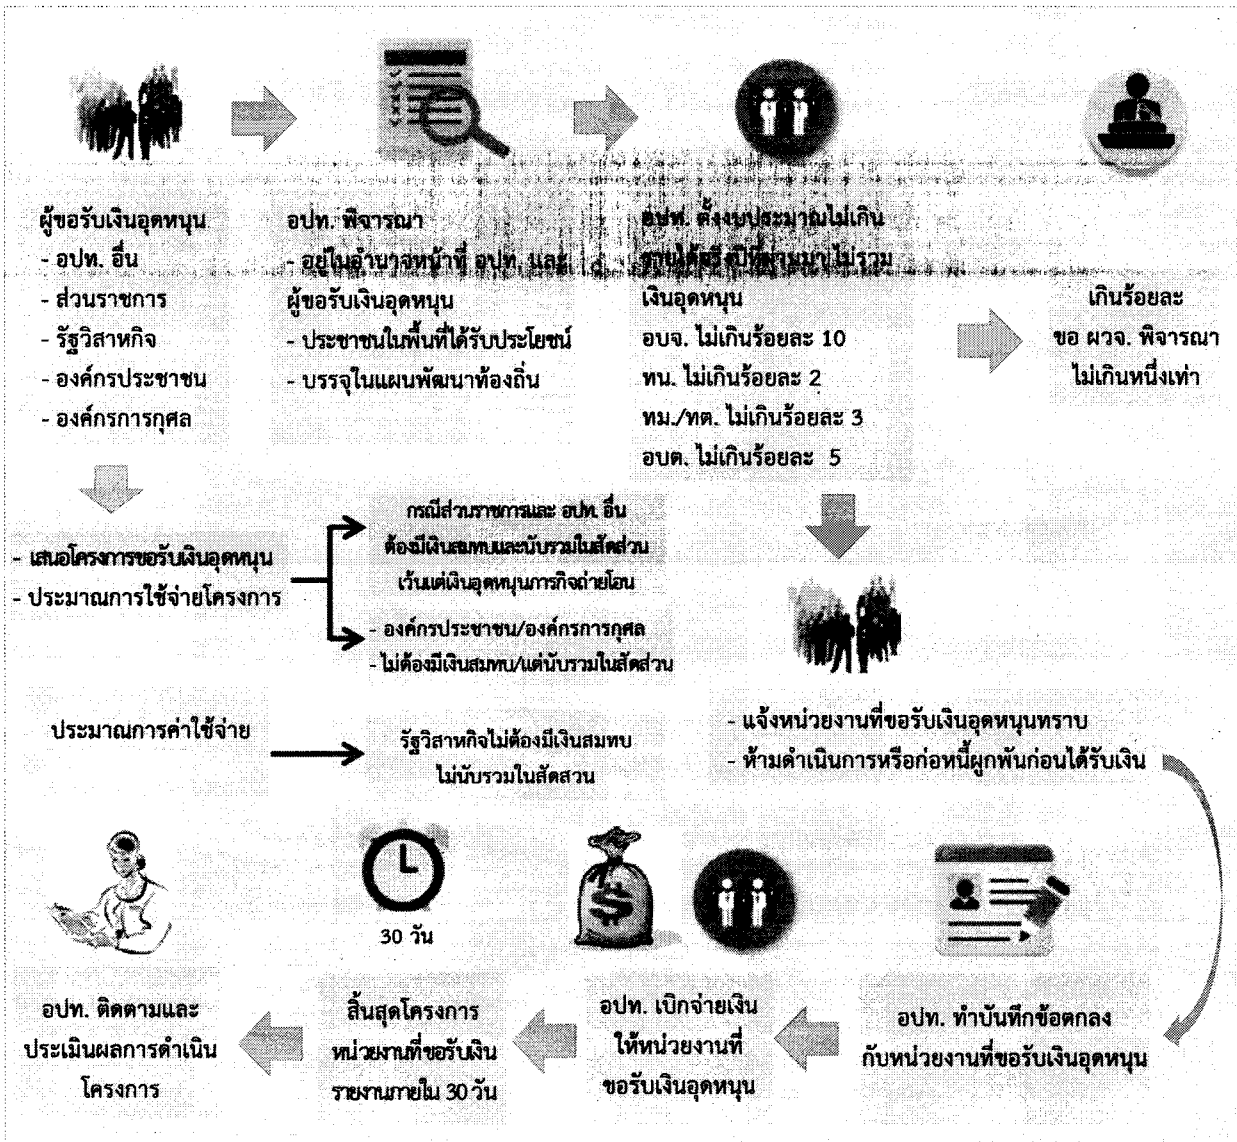 ผู้ขอรับเงินอุดหนุน
- อปท. อื่น
- ส่วนราชการ
- รัฐวิสาหกิจ
- องค์กรประชาชน
- องค์กรการกุศล
อปท. พิจารณา
- อยู่ในอำนาจหน้าที่ อปท. และ
ผู้ขอรับเงินอุดหนุน
- ประชาชนในพื้นที่ได้รับประโยชน์
- บรรจุในแผนพัฒนาท้องถิ่น
อปท. ตั้งงบประมาณไม่เกิน
รายได้จริงปีที่ผ่านมาไม่รวม
เงินอุดหนุน
อบจ. ไม่เกินร้อยละ 10
ทน. ไม่เกินร้อยละ 2
ทม./ทต. ไม่เกินร้อยละ 3
อบต. ไม่เกินร้อยละ 5
เกินร้อยละ
ขอ ผวจ. พิจารณา
ไม่เกินหนึ่งเท่า
- เสนอโครงการขอรับเงินอุดหนุน
- ประมาณการใช้จ่ายโครงการ
กรณีส่วนราชการและ อปท. อื่น
ต้องมีเงินสมทบและนับรวมในสัดส่วน
เว้นแต่เงินอุดหนุนภารกิจถ่ายโอน
- องค์กรประชาชน/องค์กรการกุศล
- ไม่ต้องมีเงินสมทบ/แต่นับรวมในสัดส่วน
ประมาณการค่าใช้จ่าย
รัฐวิสาหกิจไม่ต้องมีเงินสมทบ
ไม่นับรวมในสัดสวน
- แจ้งหน่วยงานที่ขอรับเงินอุดหนุนทราบ
- ห้ามดำเนินการหรือก่อหนี้ผูกพันก่อนได้รับเงิน
อปท. ทำบันทึกข้อตกลง
กับหน่วยงานที่ขอรับเงินอุดหนุน
$
อปท. เบิกจ่ายเงิน
ให้หน่วยงานที่
ขอรับเงินอุดหนุน
30 วัน
สิ้นสุดโครงการ
หน่วยงานที่ขอรับเงิน
รายงานภายใน 30 วัน
อปท. ติดตามและ
ประเมินผลการดำเนิน
โครงการ